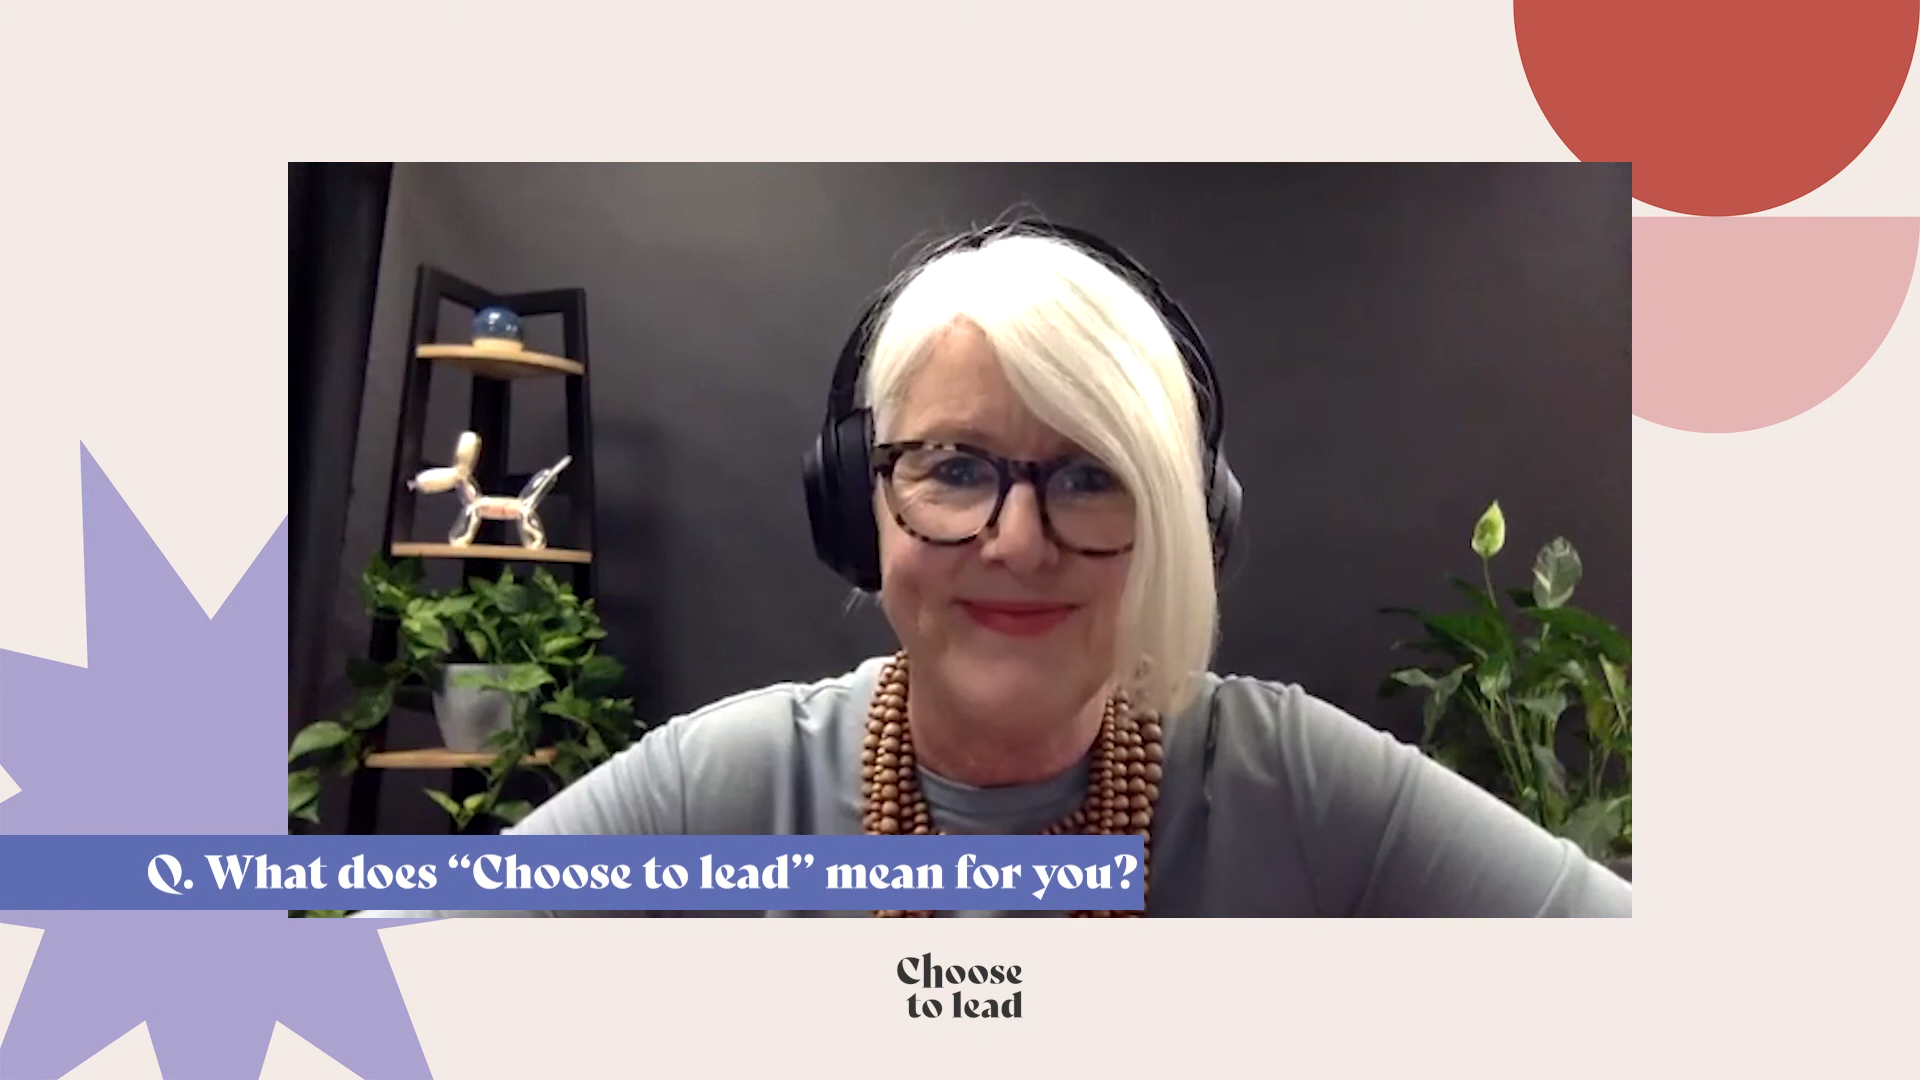 Q. What does “Choose to lead” mean for you?
Choose
to lead